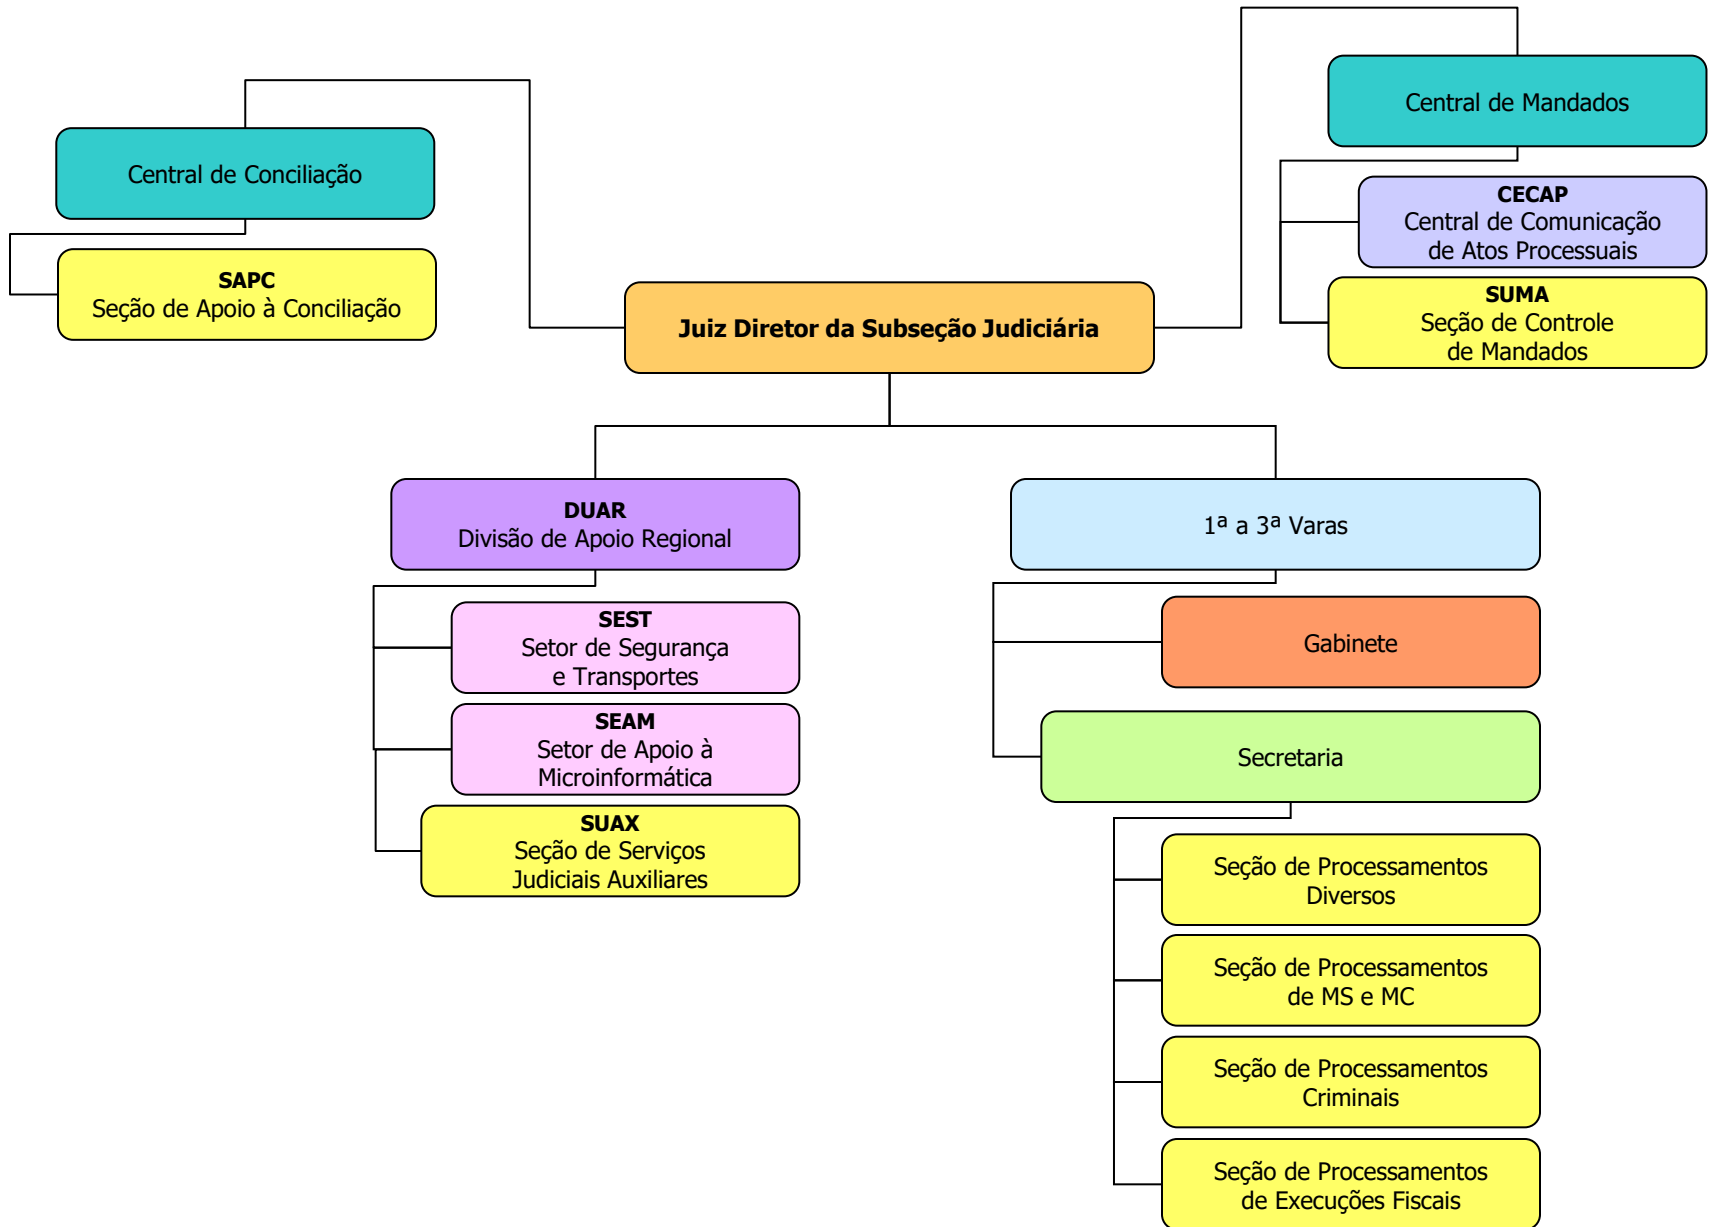 Central de Mandados
Central de Conciliação
CECAP
Central de Comunicação
de Atos Processuais
SAPC
Seção de Apoio à Conciliação
SUMA
Seção de Controle
de Mandados
Juiz Diretor da Subseção Judiciária
DUAR
Divisão de Apoio Regional
1ª a 3ª Varas
SEST
Setor de Segurança
e Transportes
Gabinete
SEAM
Setor de Apoio à
Microinformática
Secretaria
SUAX
Seção de Serviços
Judiciais Auxiliares
Seção de Processamentos
Diversos
Seção de Processamentos
de MS e MC
Seção de Processamentos
Criminais
Seção de Processamentos
de Execuções Fiscais